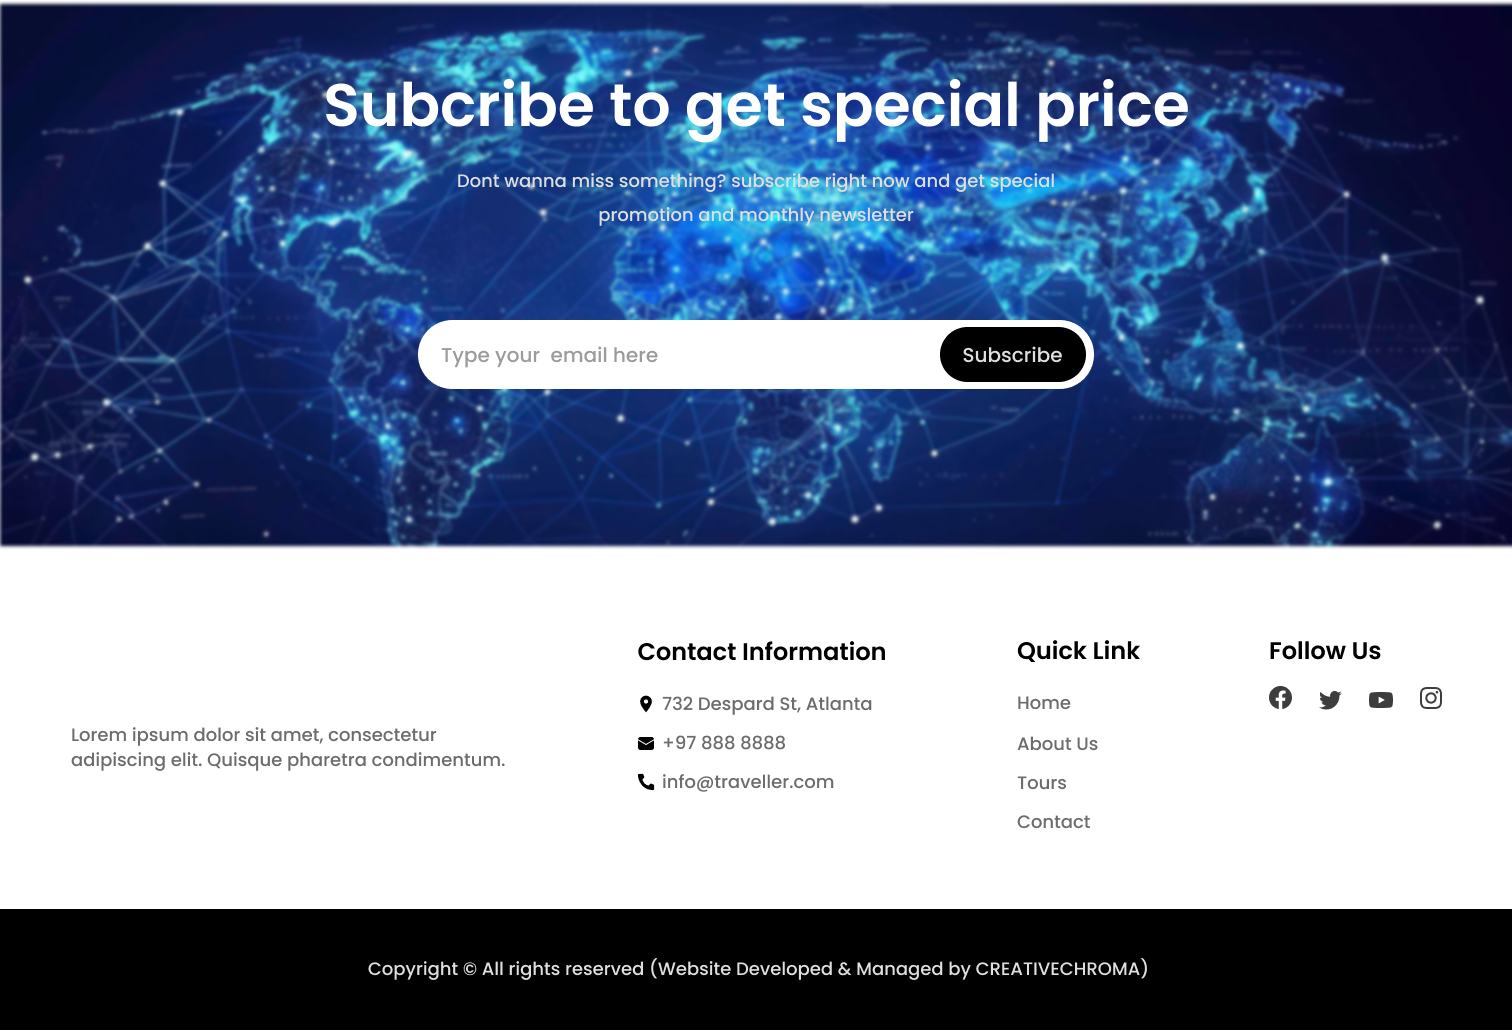 Subcribe to get special price
Dont wanna miss something? subscribe right now and get special
promotion and monthly newsletter
Type your  email here
Subscribe
Lorem ipsum dolor sit amet, consectetur
adipiscing elit. Quisque pharetra condimentum.
Contact Information
732 Despard St, Atlanta
+97 888 8888
info@traveller.com
Quick Link
Home
About Us
Tours
Contact
Follow Us
Copyright © All rights reserved (Website Developed & Managed by CREATIVECHROMA)